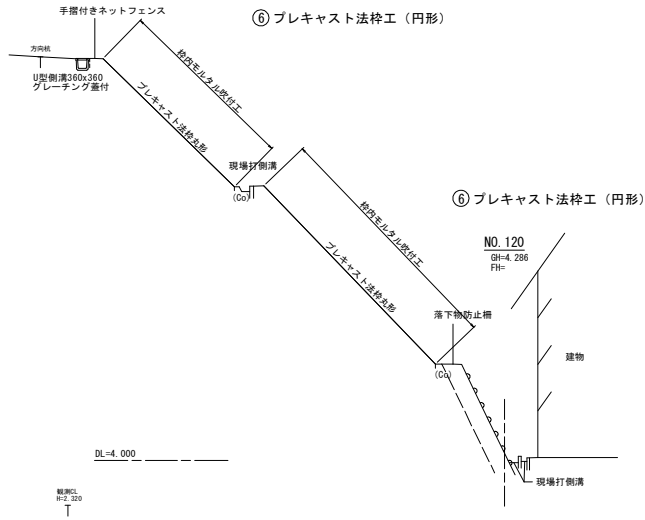 手摺付きネットフェンス
⑥ プレキャスト法枠工（円形）
方向杭
U型側溝360x360
グレーチング蓋付
枠内モルタル吹付工
プレキャスト法枠丸形
現場打側溝
(Co)
枠内モルタル吹付工
プレキャスト法枠丸形
⑥ プレキャスト法枠工（円形）
NO.120
GH=4.286
FH=
落下物防止柵
建物
(Co)
DL=4.000
観測CL
H=2.320
現場打側溝